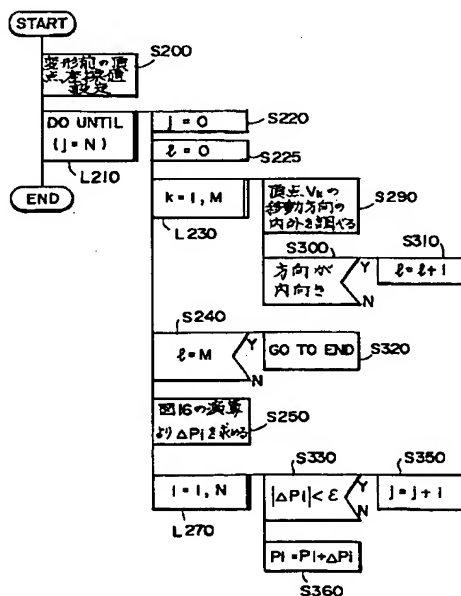 START
S200
変形前の頂
点座標値
設定
DO UNTIL
(j=N)
L210
END
j=0
S220
ℓ=0
S225
k=1, M
L230
S290
頂点Vkの
移動方向の
内外を調べる
S300
方向が
内向き
Y
N
S310
ℓ=ℓ+1
S240
ℓ=M
Y
N
GO TO END
S320
図16の演算
よりΔPiを求める
S250
i=1, N
L270
S330
|ΔPi|<ε
Y
N
S350
j=j+1
Pi=Pi+ΔPi
S360